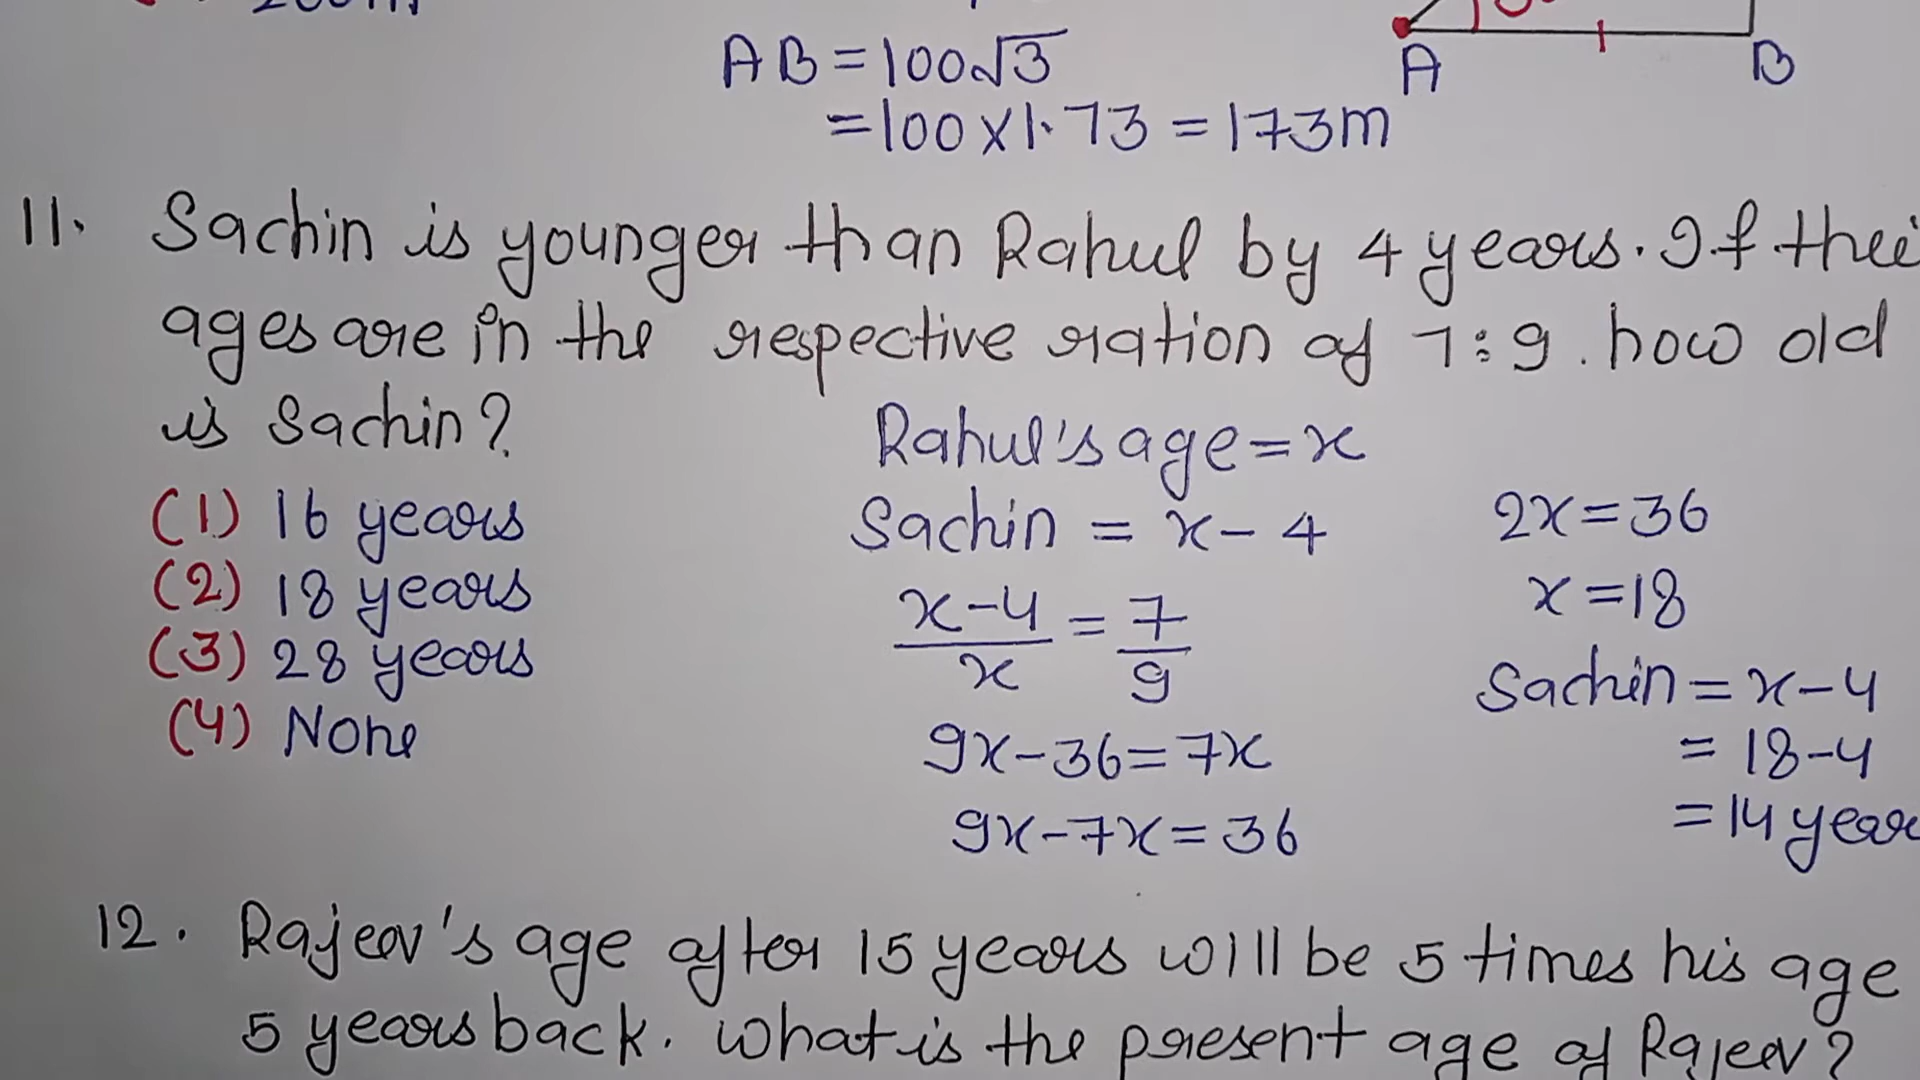 AB = 100√3
= 100 x 1.73 = 173m
A
B
11. Sachin is younger than Rahul by 4 years. If thei
ages are in the respective ration of 7:9. how old
is Sachin?
(1) 16 years
(2) 18 years
(3) 28 years
(4) None
Rahul's age = x
Sachin = x - 4
x-4/x = 7/9
9x - 36 = 7x
9x - 7x = 36
2x = 36
x = 18
Sachin = x - 4
= 18 - 4
= 14 year
12. Rajeev's age after 15 years will be 5 times his age
5 years back. What is the present age of Rajeev?